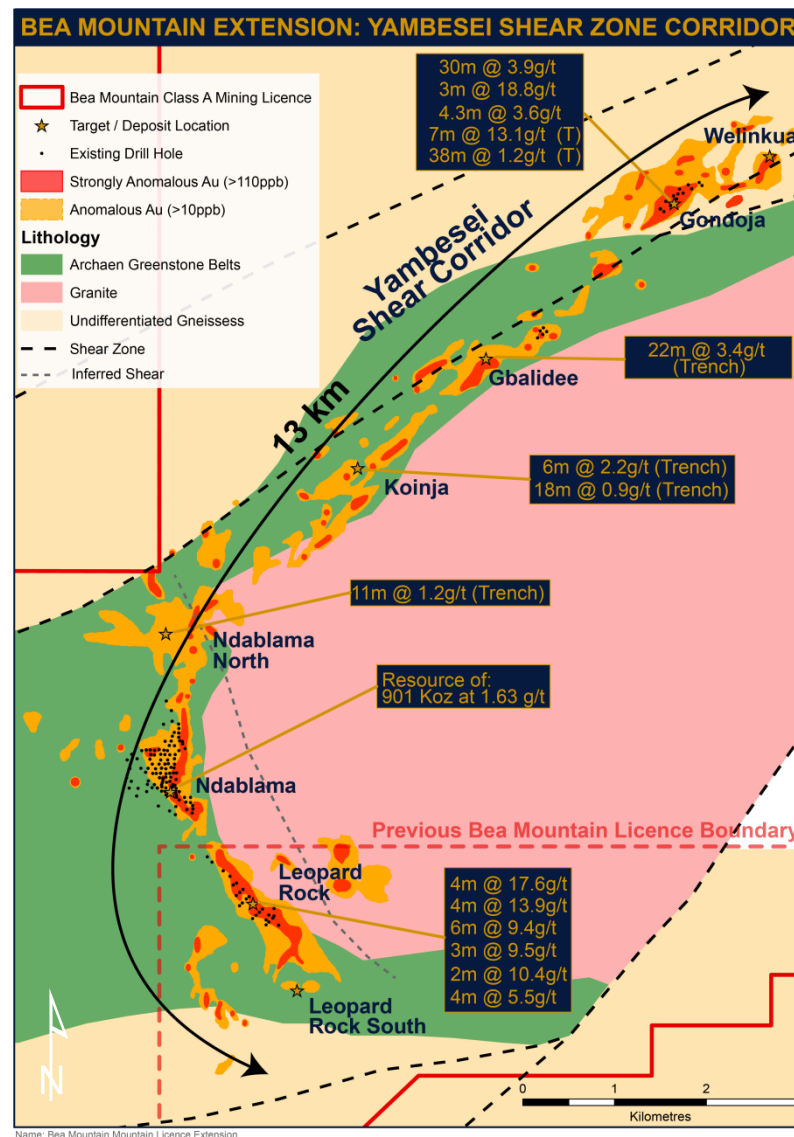 BEA MOUNTAIN EXTENSION: YAMBESEI SHEAR ZONE CORRIDOR
Bea Mountain Class A Mining Licence
Target / Deposit Location
Existing Drill Hole
Strongly Anomalous Au (>110ppb)
Anomalous Au (>10ppb)
Lithology
Archaen Greenstone Belts
Granite
Undifferentiated Gneissess
Shear Zone
Inferred Shear
30m @ 3.9g/t
3m @ 18.8g/t
4.3m @ 3.6g/t
7m @ 13.1g/t (T)
38m @ 1.2g/t (T)
Welinkua
Gondoja
Yambesei
Shear Corridor
22m @ 3.4g/t
(Trench)
Gbalidee
13 km
6m @ 2.2g/t (Trench)
18m @ 0.9g/t (Trench)
Koinja
11m @ 1.2g/t (Trench)
Ndablama
North
Resource of:
901 Koz at 1.63 g/t
Ndablama
Previous Bea Mountain Licence Boundary
Leopard
Rock
4m @ 17.6g/t
4m @ 13.9g/t
6m @ 9.4g/t
3m @ 9.5g/t
2m @ 10.4g/t
4m @ 5.5g/t
Leopard
Rock South
N
0 1 2
Kilometres
Name: Bea Mountain Mountain Licence Extension